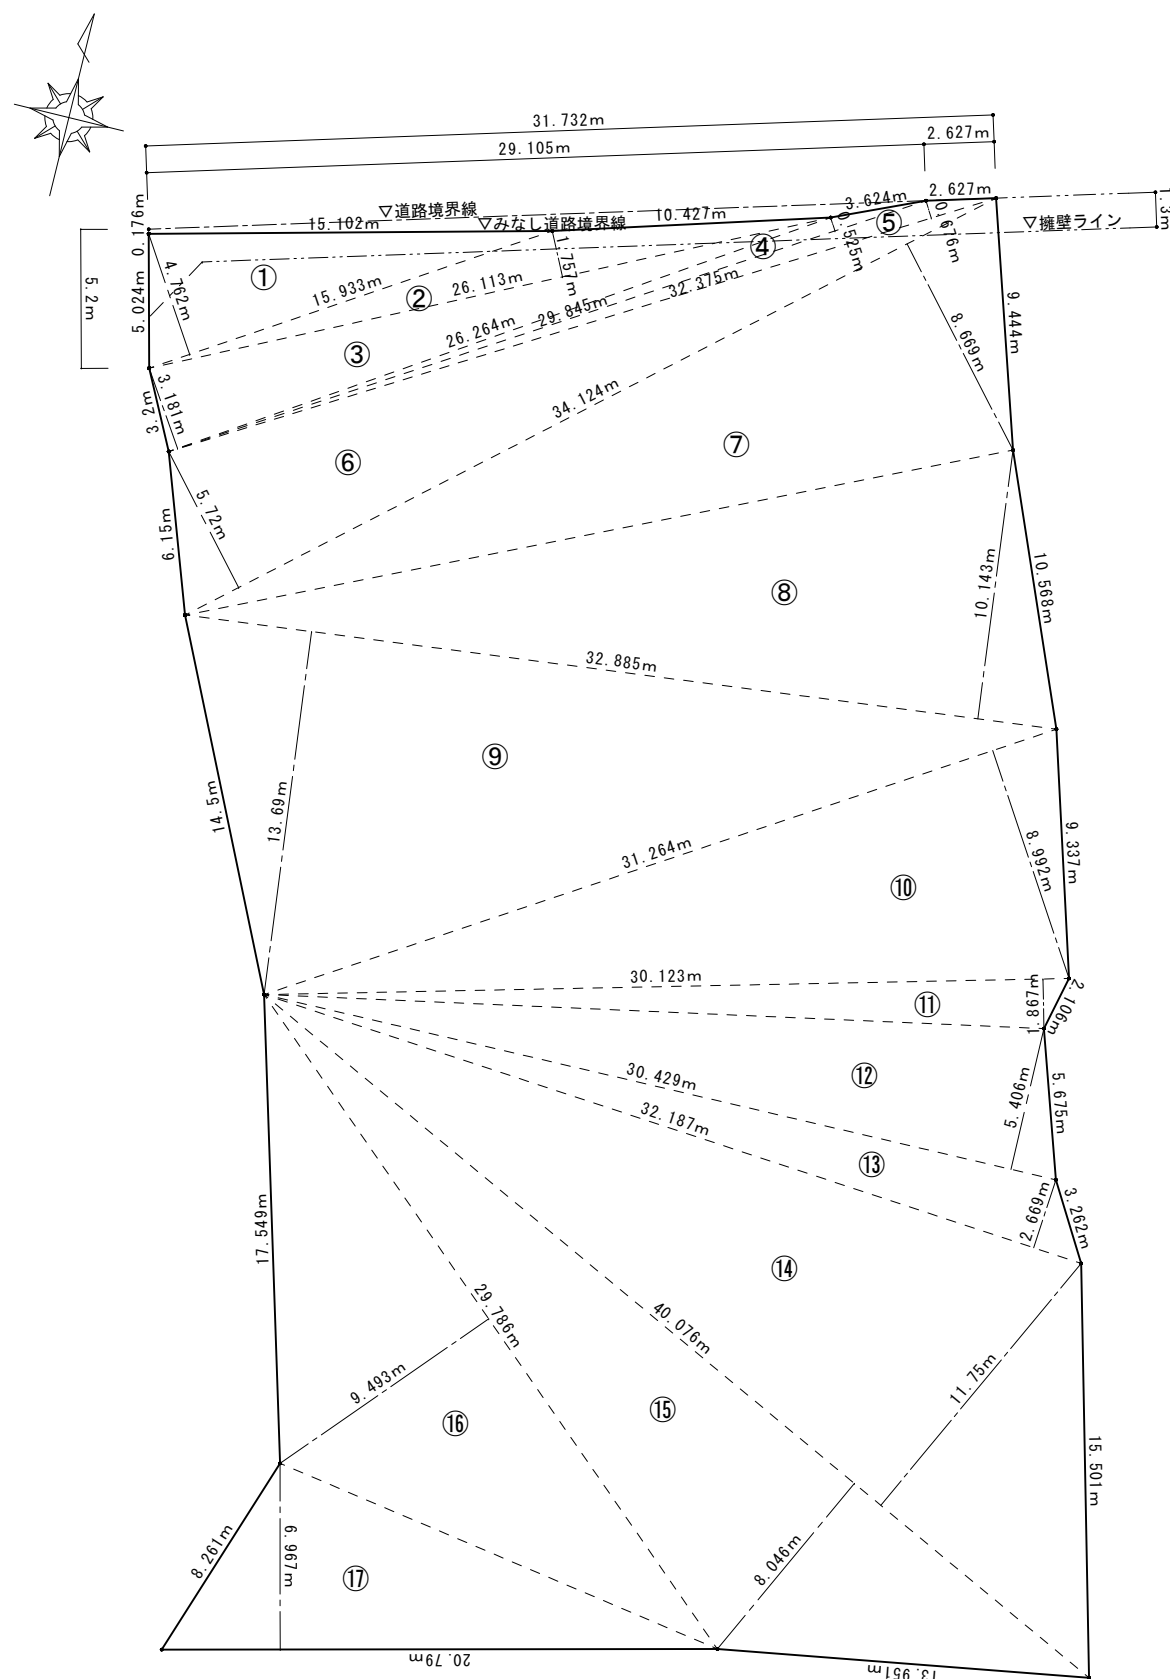 31.732m
29.105m
2.627m
▽道路境界線
15.102m
▽みなし道路境界線
10.427m
3.624m
2.627m
▽擁壁ライン
1.3m
0.176m
5.024m
5.2m
4.762m
①
15.933m
②
26.113m
1.757m
④
0.525m
⑤
0.676m
32.375m
29.845m
26.264m
③
3.2m
3.181m
9.444m
8.669m
34.124m
⑥
⑦
5.72m
6.15m
⑧
10.143m
10.568m
32.885m
⑨
14.5m
13.69m
31.264m
8.992m
9.337m
⑩
30.123m
⑪
1.867m
2.106m
⑫
30.429m
5.406m
5.675m
32.187m
⑬
2.669m
3.262m
17.549m
⑭
29.786m
40.076m
9.493m
⑮
⑯
11.75m
15.501m
8.261m
6.967m
⑰
8.046m
20.79m
13.951m